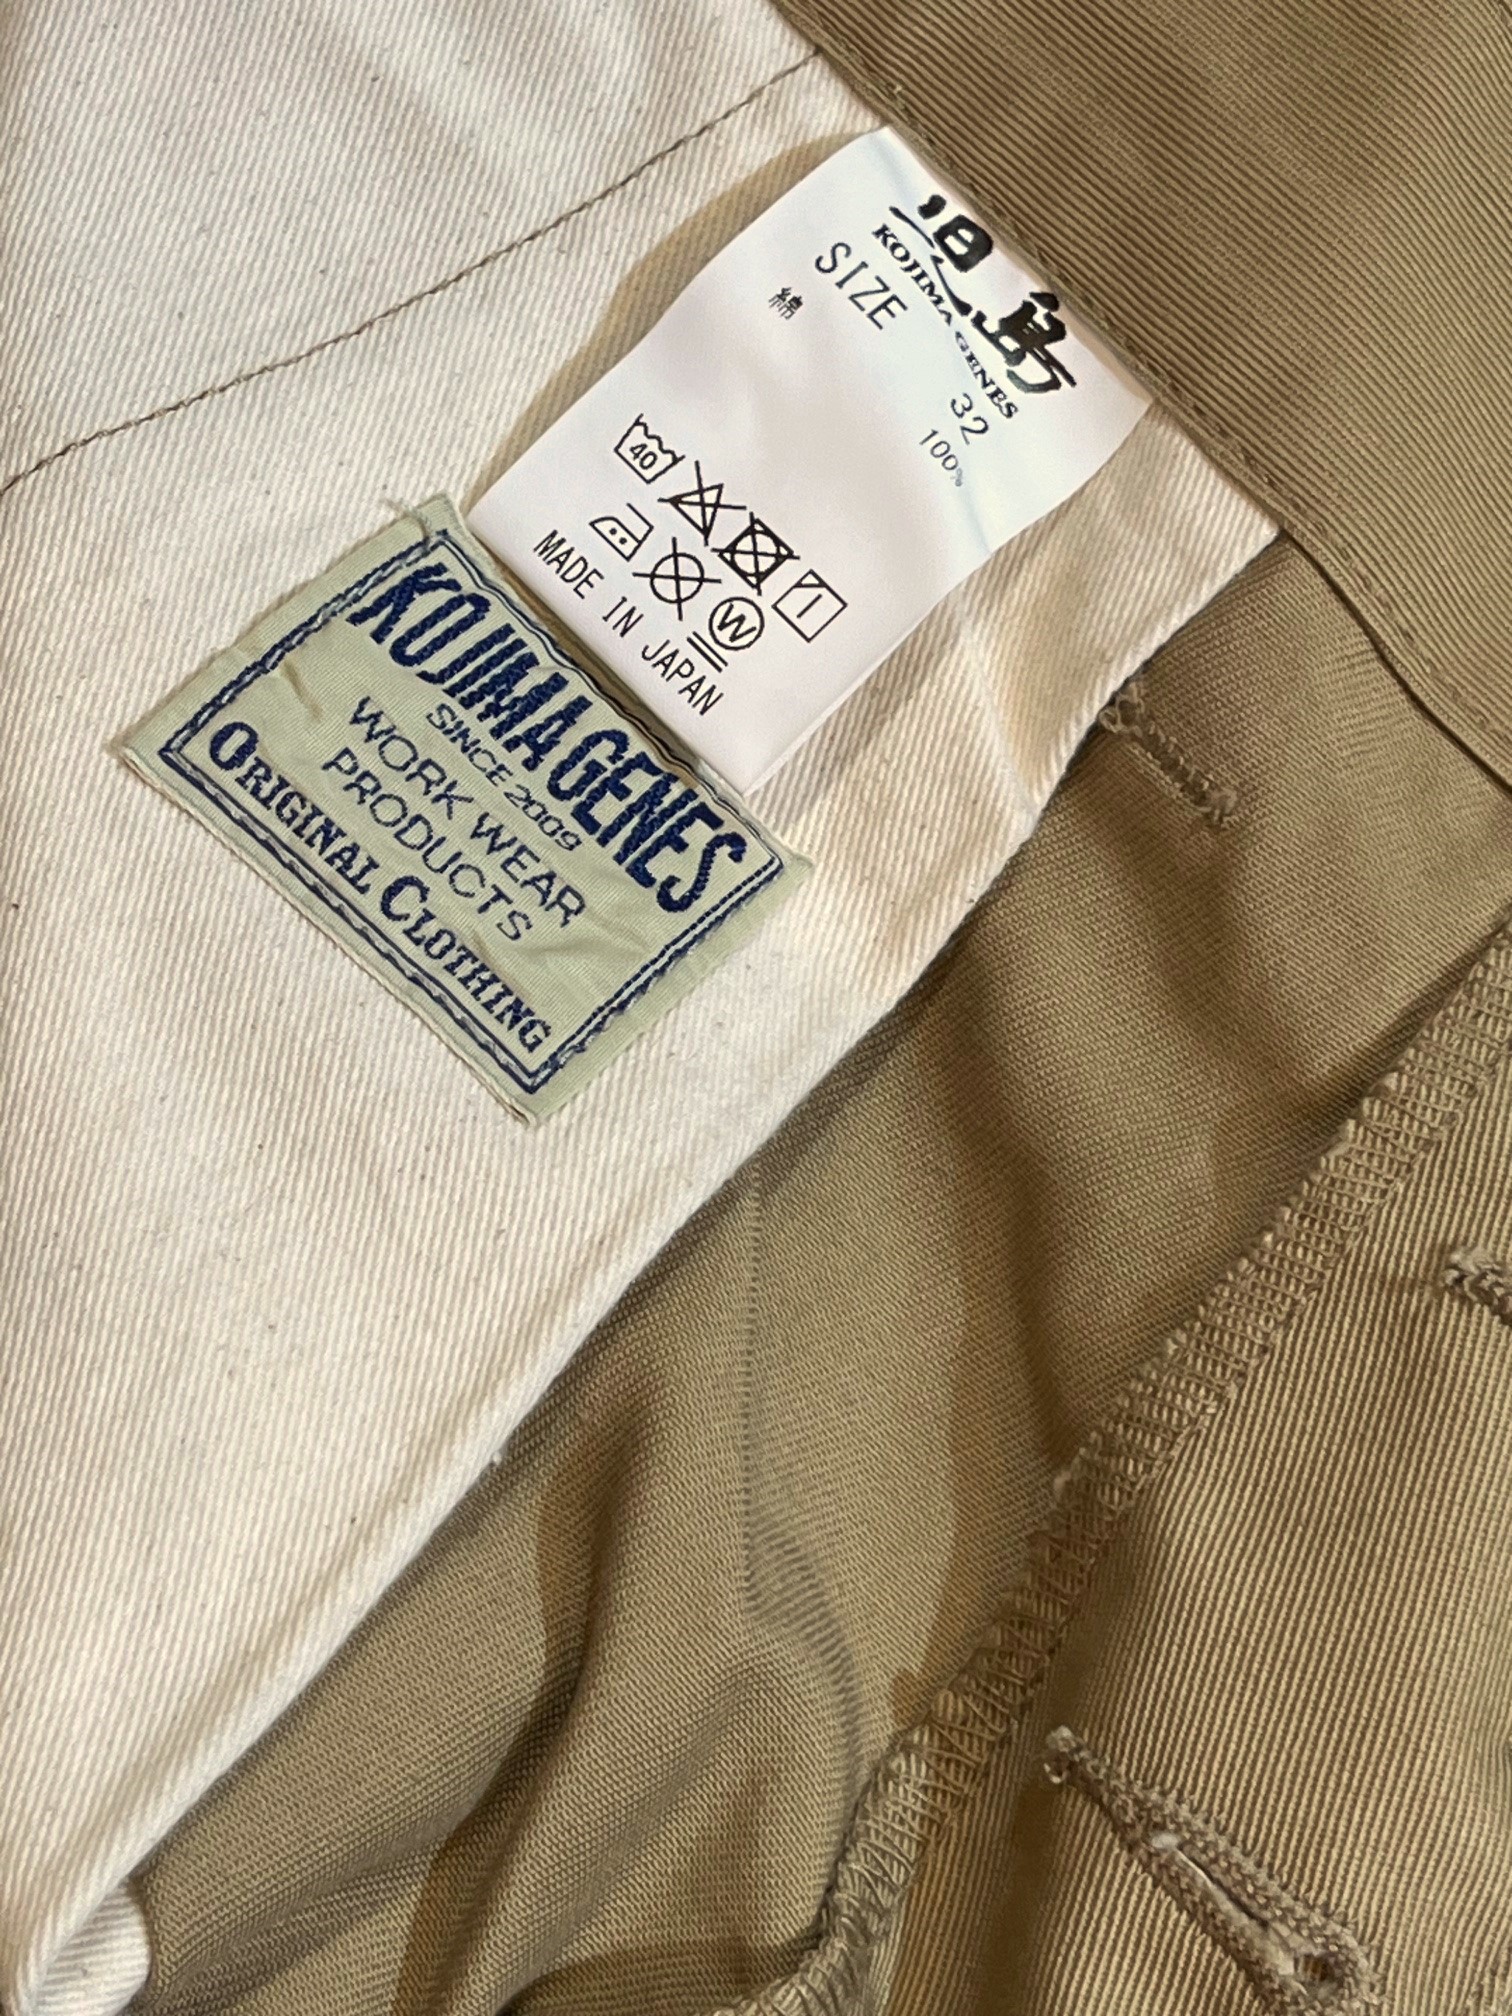 児島
KOJIMA GENES
SIZE 32
綿 100%
40
W
MADE IN JAPAN
KOJIMA GENES
SINCE 2009
WORK WEAR
PRODUCTS
ORIGINAL CLOTHING